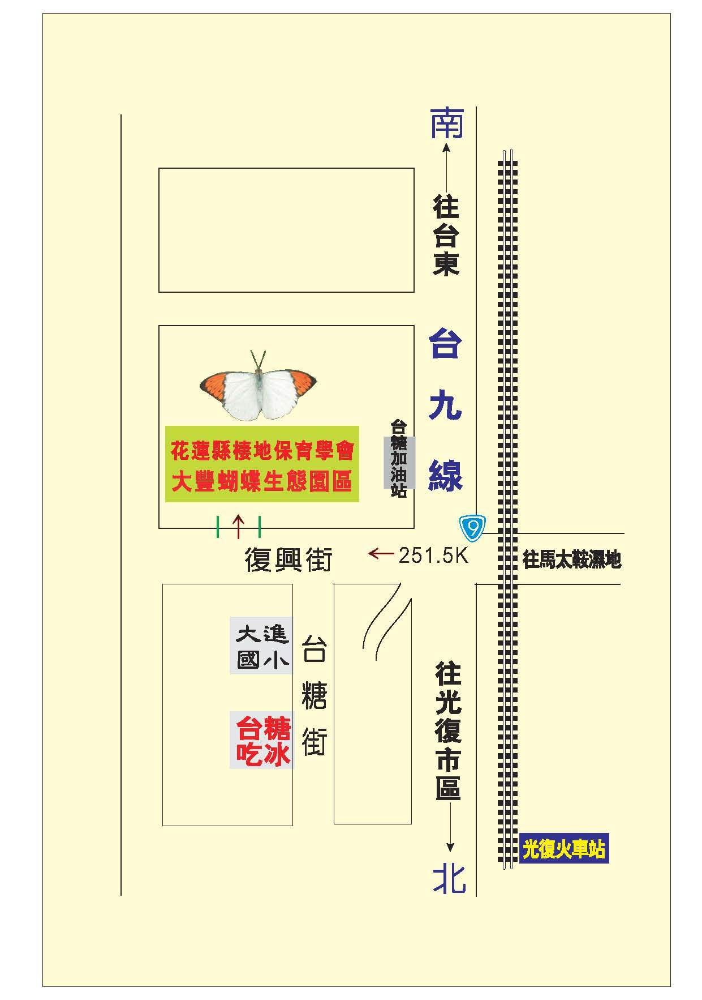 南
往台東
台九線
花蓮縣棲地保育學會
大豐蝴蝶生態園區
台糖加油站
9
復興街
251.5K
往馬太鞍濕地
大進
國小
台糖街
台糖
吃冰
往光復市區
光復火車站
北